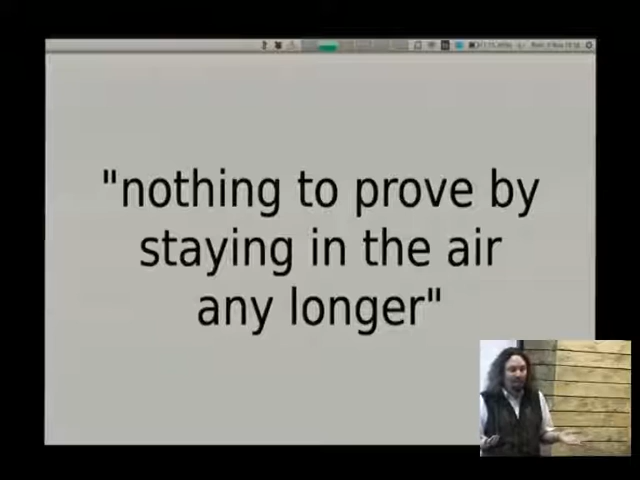 "nothing to prove by
staying in the air
any longer"